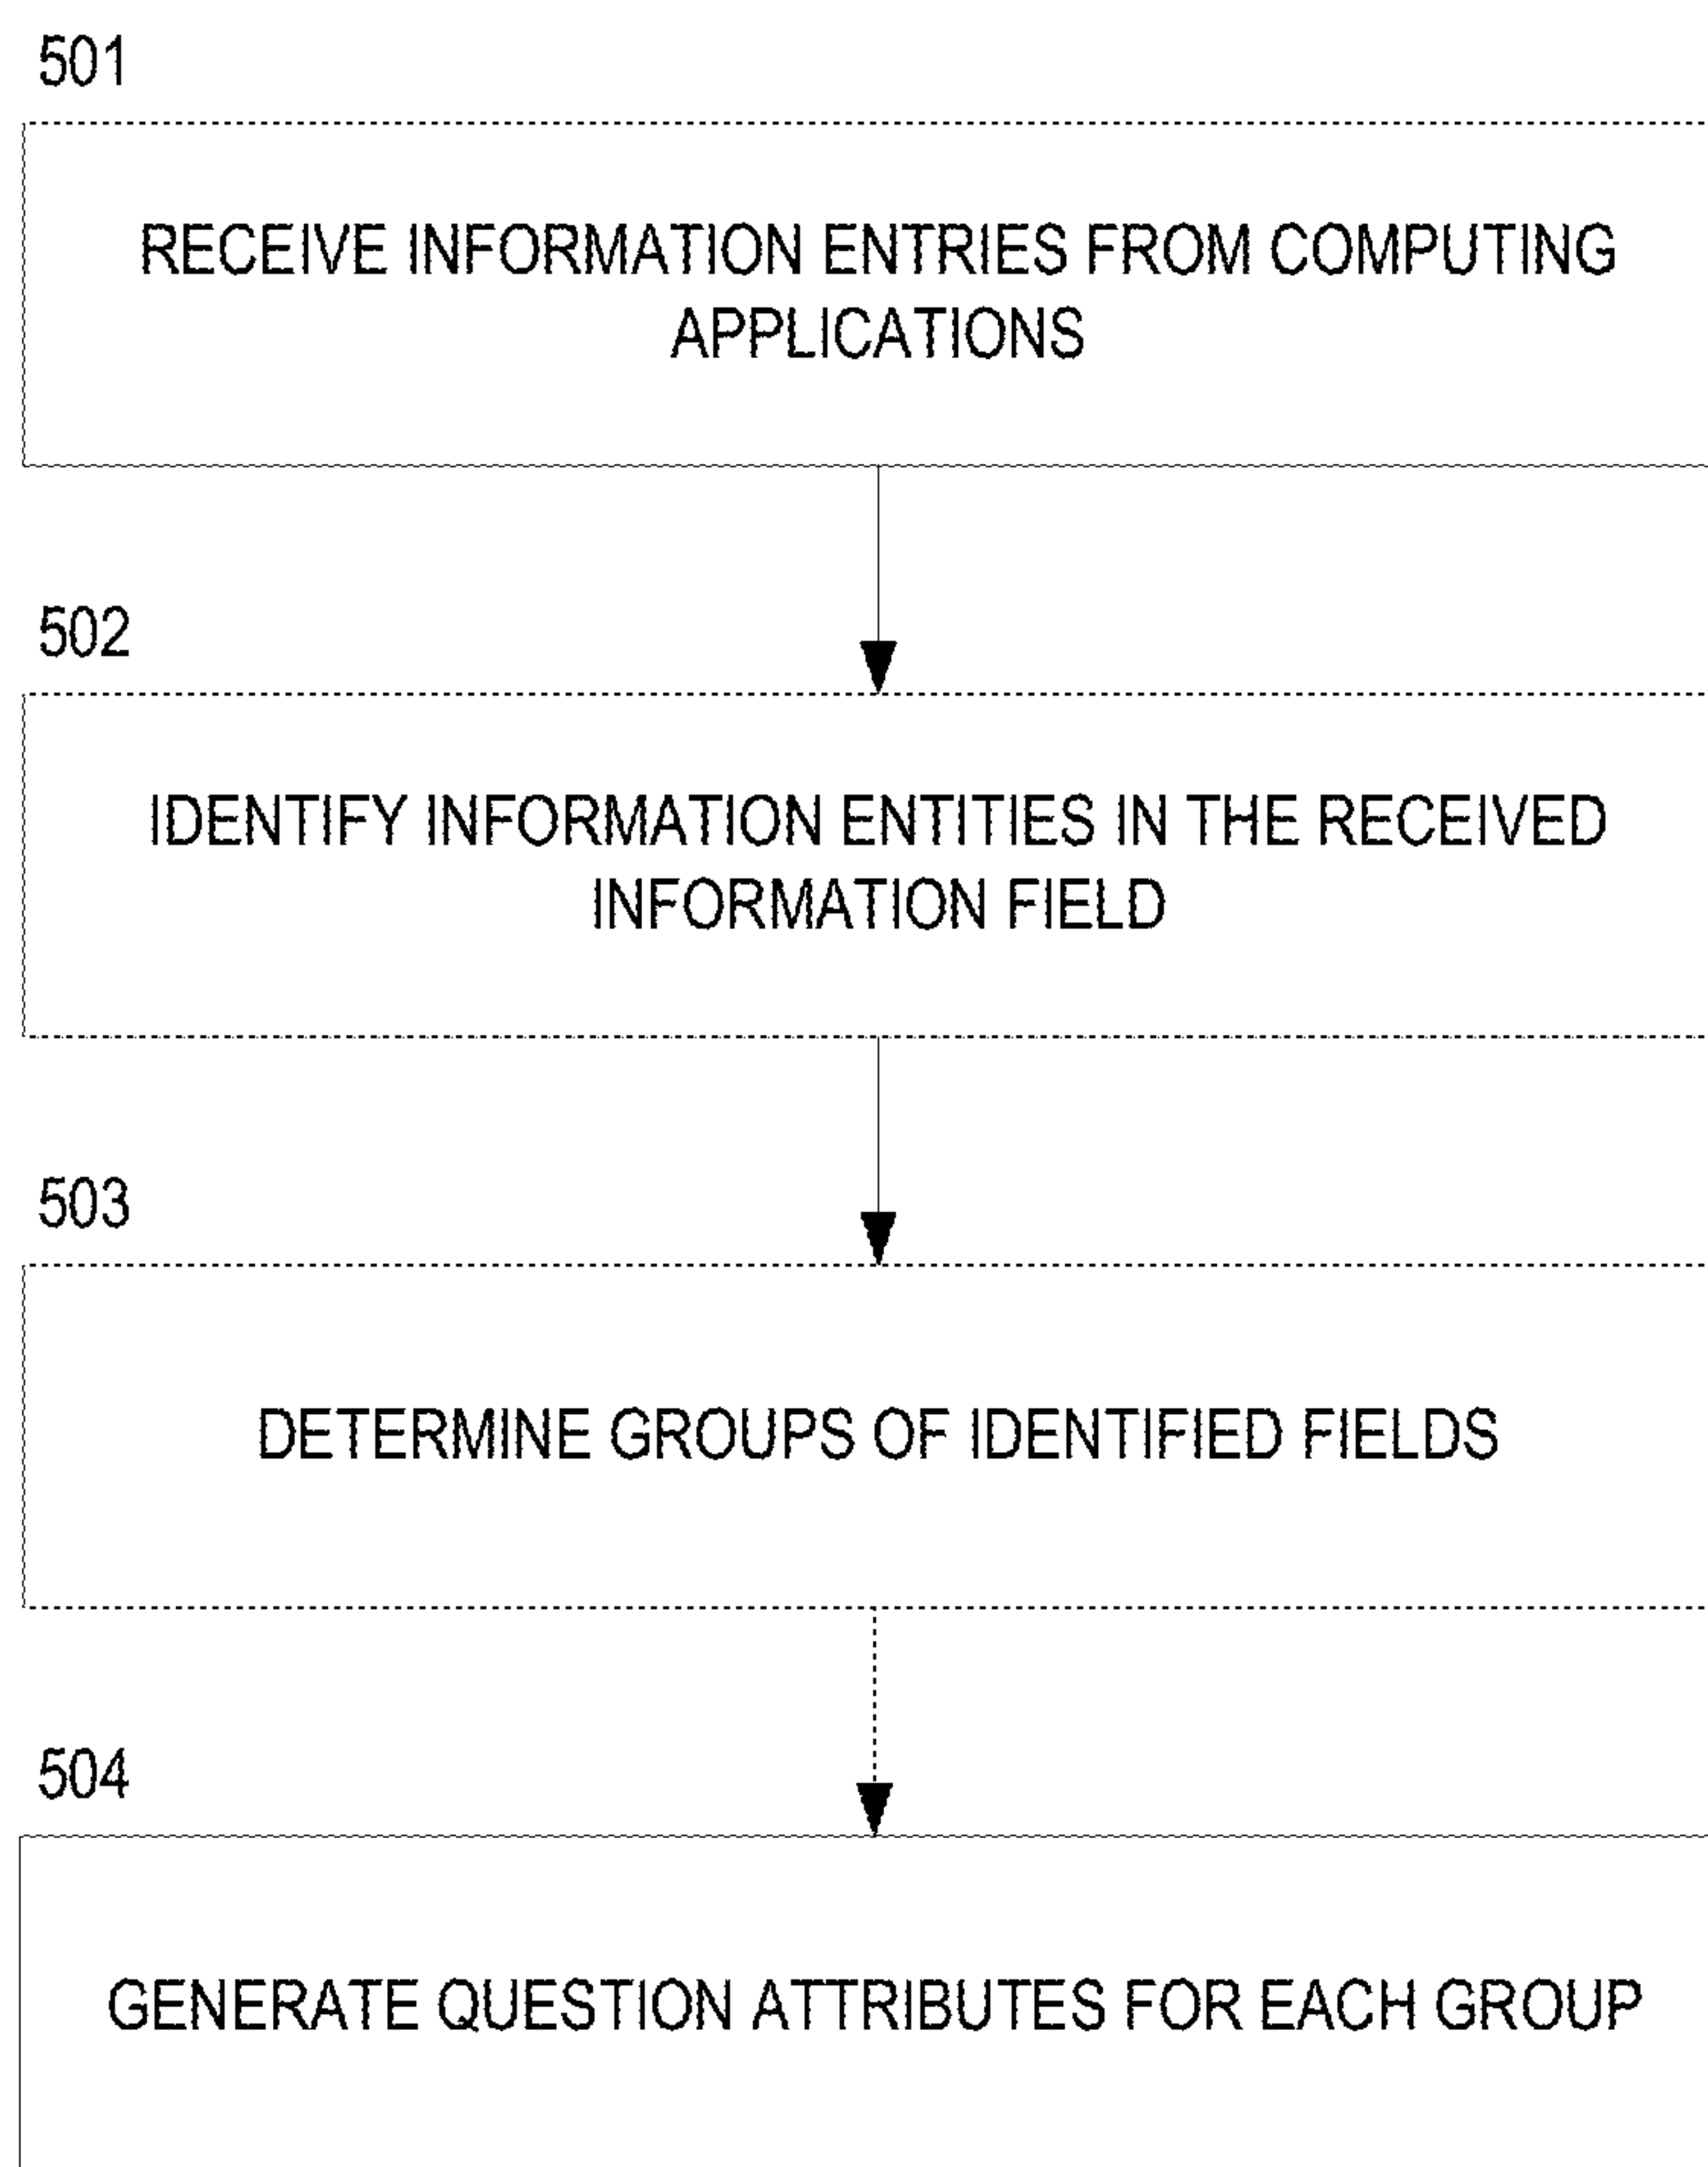 501
RECEIVE INFORMATION ENTRIES FROM COMPUTING
APPLICATIONS
502
IDENTIFY INFORMATION ENTITIES IN THE RECEIVED
INFORMATION FIELD
503
DETERMINE GROUPS OF IDENTIFIED FIELDS
504
GENERATE QUESTION ATTRIBUTES FOR EACH GROUP